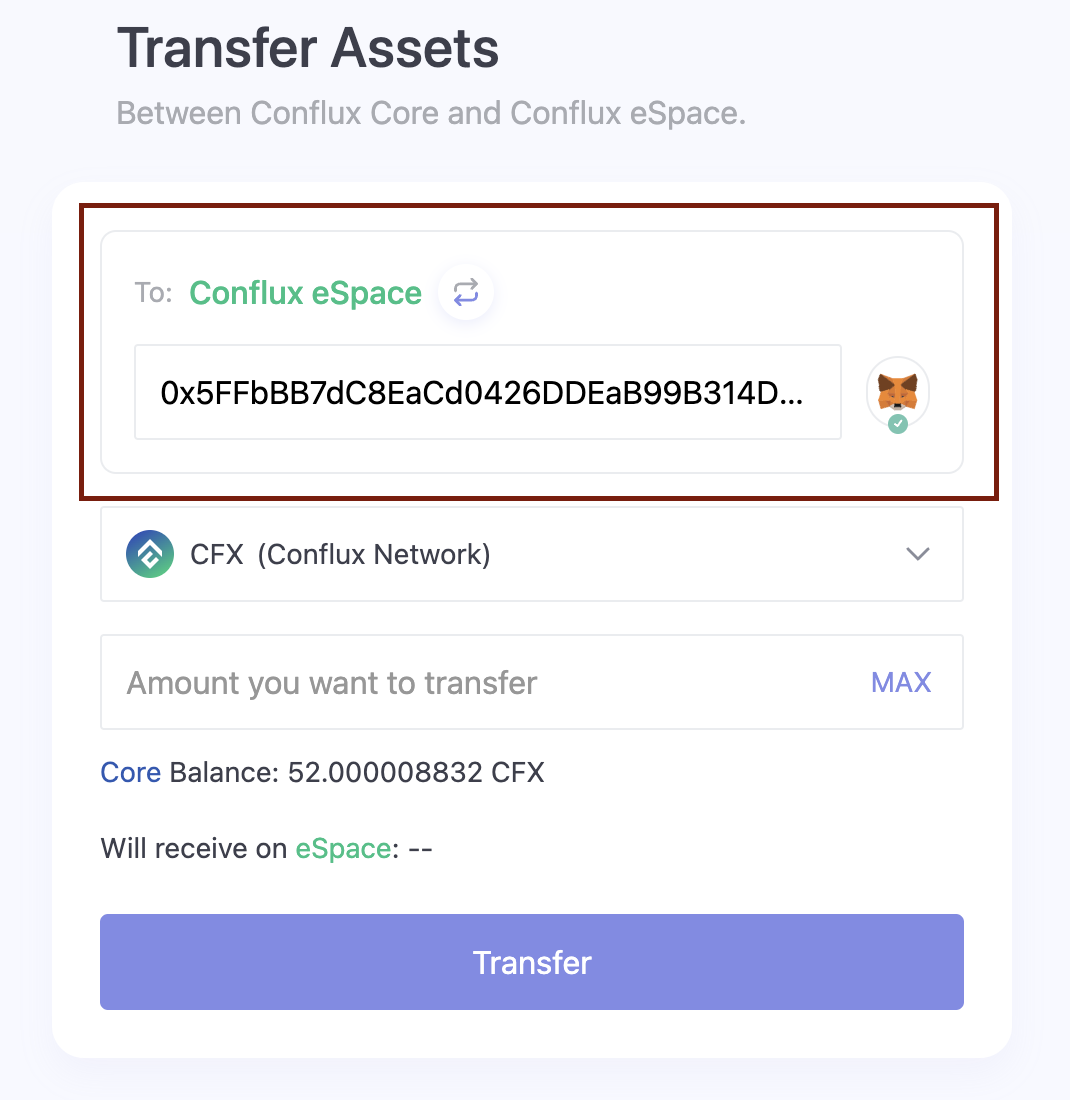 Transfer Assets
Between Conflux Core and Conflux eSpace.
To: Conflux eSpace
0x5FFbBB7dC8EaCd0426DDEaB99B314D...
CFX (Conflux Network)
Amount you want to transfer MAX
Core Balance: 52.000008832 CFX
Will receive on eSpace: --
Transfer